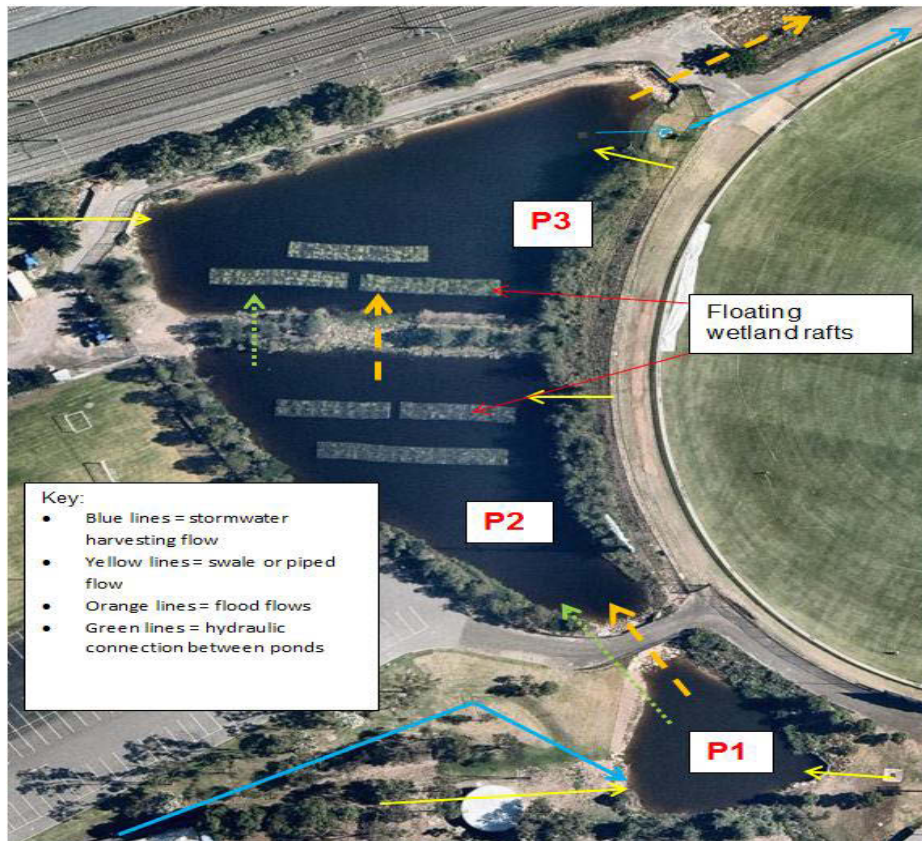 P3
Floating
wetland rafts
Key:
• Blue lines = stormwater
harvesting flow
• Yellow lines = swale or piped
flow
• Orange lines = flood flows
• Green lines = hydraulic
connection between ponds
P2
P1